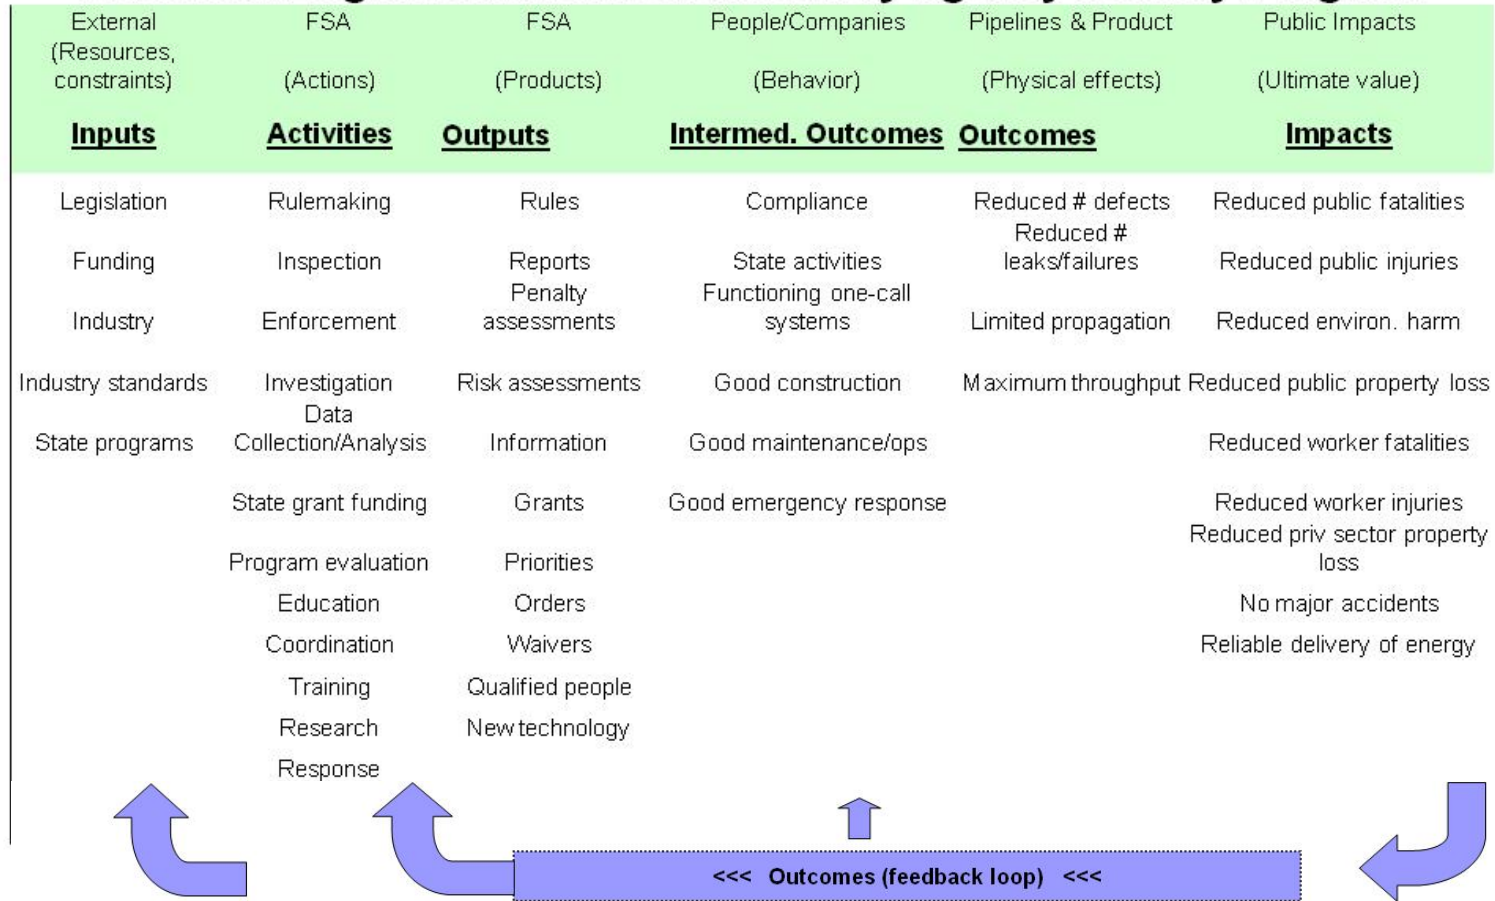 External FSA FSA People/Companies Pipelines & Product Public Impacts
(Resources,
constraints) (Actions) (Products) (Behavior) (Physical effects) (Ultimate value)
Inputs Activities Outputs Intermed. Outcomes Outcomes Impacts
Legislation Rulemaking Rules Compliance Reduced # defects Reduced public fatalities
Reduced #
Funding Inspection Reports State activities leaks/failures Reduced public injuries
Penalty Functioning one-call
Industry Enforcement assessments systems Limited propagation Reduced environ. harm
Industry standards Investigation Risk assessments Good construction Maximum throughput Reduced public property loss
Data
State programs Collection/Analysis Information Good maintenance/ops Reduced worker fatalities
State grant funding Grants Good emergency response Reduced worker injuries
Reduced priv sector property
Program evaluation Priorities loss
Education Orders No major accidents
Coordination Waivers Reliable delivery of energy
Training Qualified people
Research New technology
Response
<<< Outcomes (feedback loop) <<<